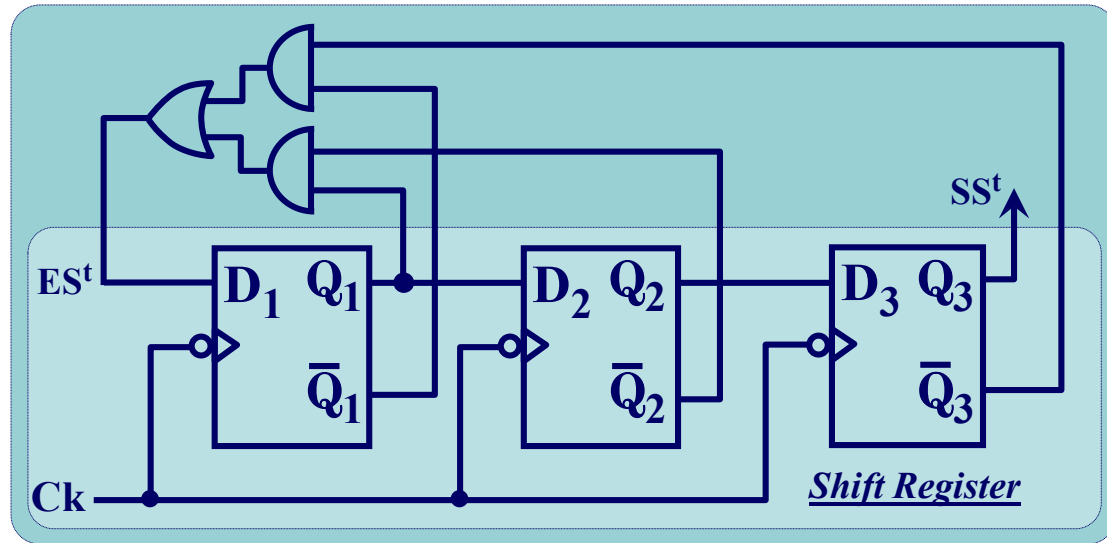 SSᵗ
ESᵗ
D₁ Q₁
D₂ Q₂
D₃ Q₃
Q̅₁
Q̅₂
Q̅₃
Ck
Shift Register